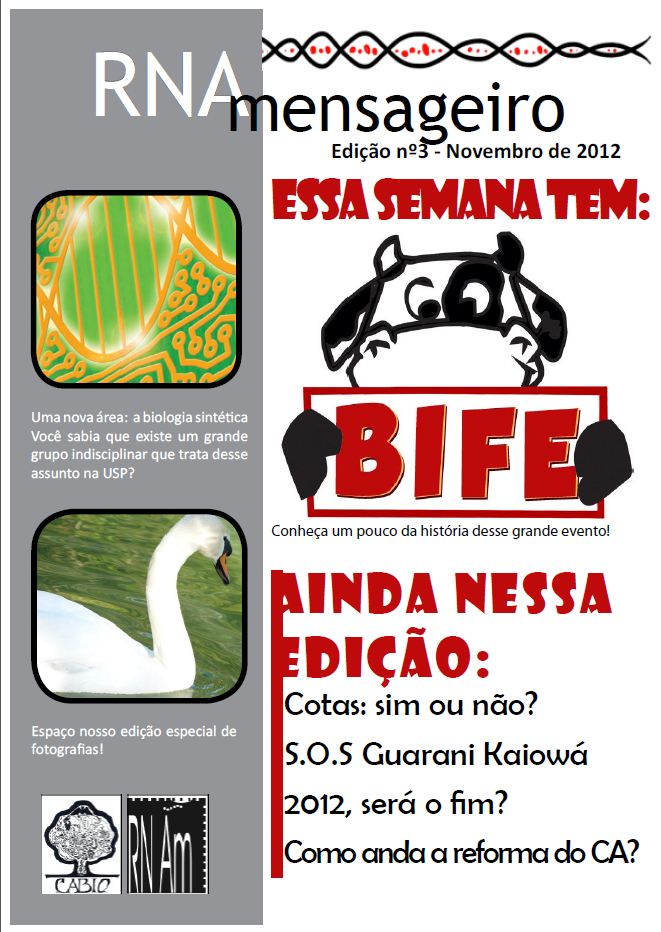 RNA
mensageiro
Edição nº3 - Novembro de 2012
ESSA SEMANA TEM:
BIFE
Conheça um pouco da história desse grande evento!
Uma nova área: a biologia sintética
Você sabia que existe um grande
grupo indisciplinar que trata desse
assunto na USP?
Espaço nosso edição especial de
fotografias!
AINDA NESSA
EDIÇÃO:
Cotas: sim ou não?
S.O.S Guarani Kaiowá
2012, será o fim?
Como anda a reforma do CA?
CABIO
RNAm